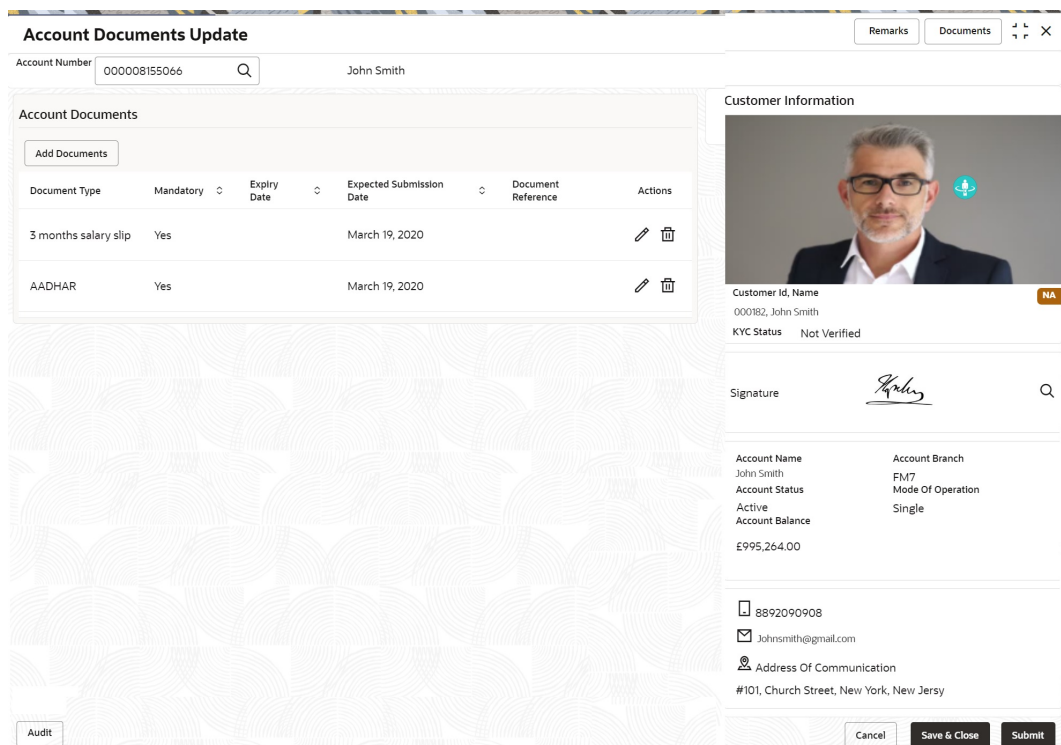 Account Documents Update
Remarks
Documents
Account Number
000008155066
John Smith
Account Documents
Add Documents
Document Type
Mandatory
Expiry
Date
Expected Submission
Date
Document
Reference
Actions
3 months salary slip
Yes
March 19, 2020
AADHAR
Yes
March 19, 2020
Customer Information
Customer Id, Name
NA
000182, John Smith
KYC Status Not Verified
Signature
Account Name
John Smith
Account Branch
FM7
Account Status
Active
Mode Of Operation
Single
Account Balance
£995,264.00
8892090908
Johnsmith@gmail.com
Address Of Communication
#101, Church Street, New York, New Jersy
Audit
Cancel
Save & Close
Submit